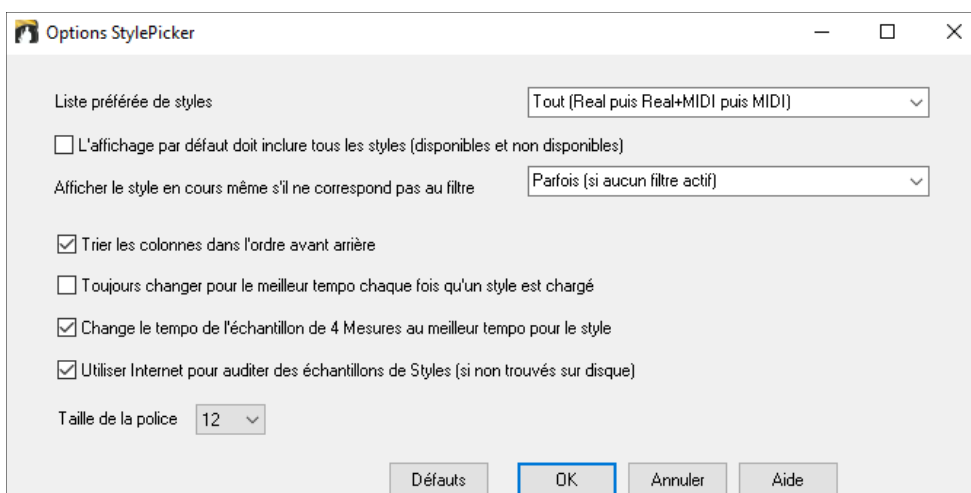 Options StylePicker
Liste préférée de styles
Tout (Real puis Real+MIDI puis MIDI)
L'affichage par défaut doit inclure tous les styles (disponibles et non disponibles)
Afficher le style en cours même s'il ne correspond pas au filtre
Parfois (si aucun filtre actif)
Trier les colonnes dans l'ordre avant arrière
Toujours changer pour le meilleur tempo chaque fois qu'un style est chargé
Change le tempo de l'échantillon de 4 Mesures au meilleur tempo pour le style
Utiliser Internet pour auditer des échantillons de Styles (si non trouvés sur disque)
Taille de la police
12
Défauts
OK
Annuler
Aide